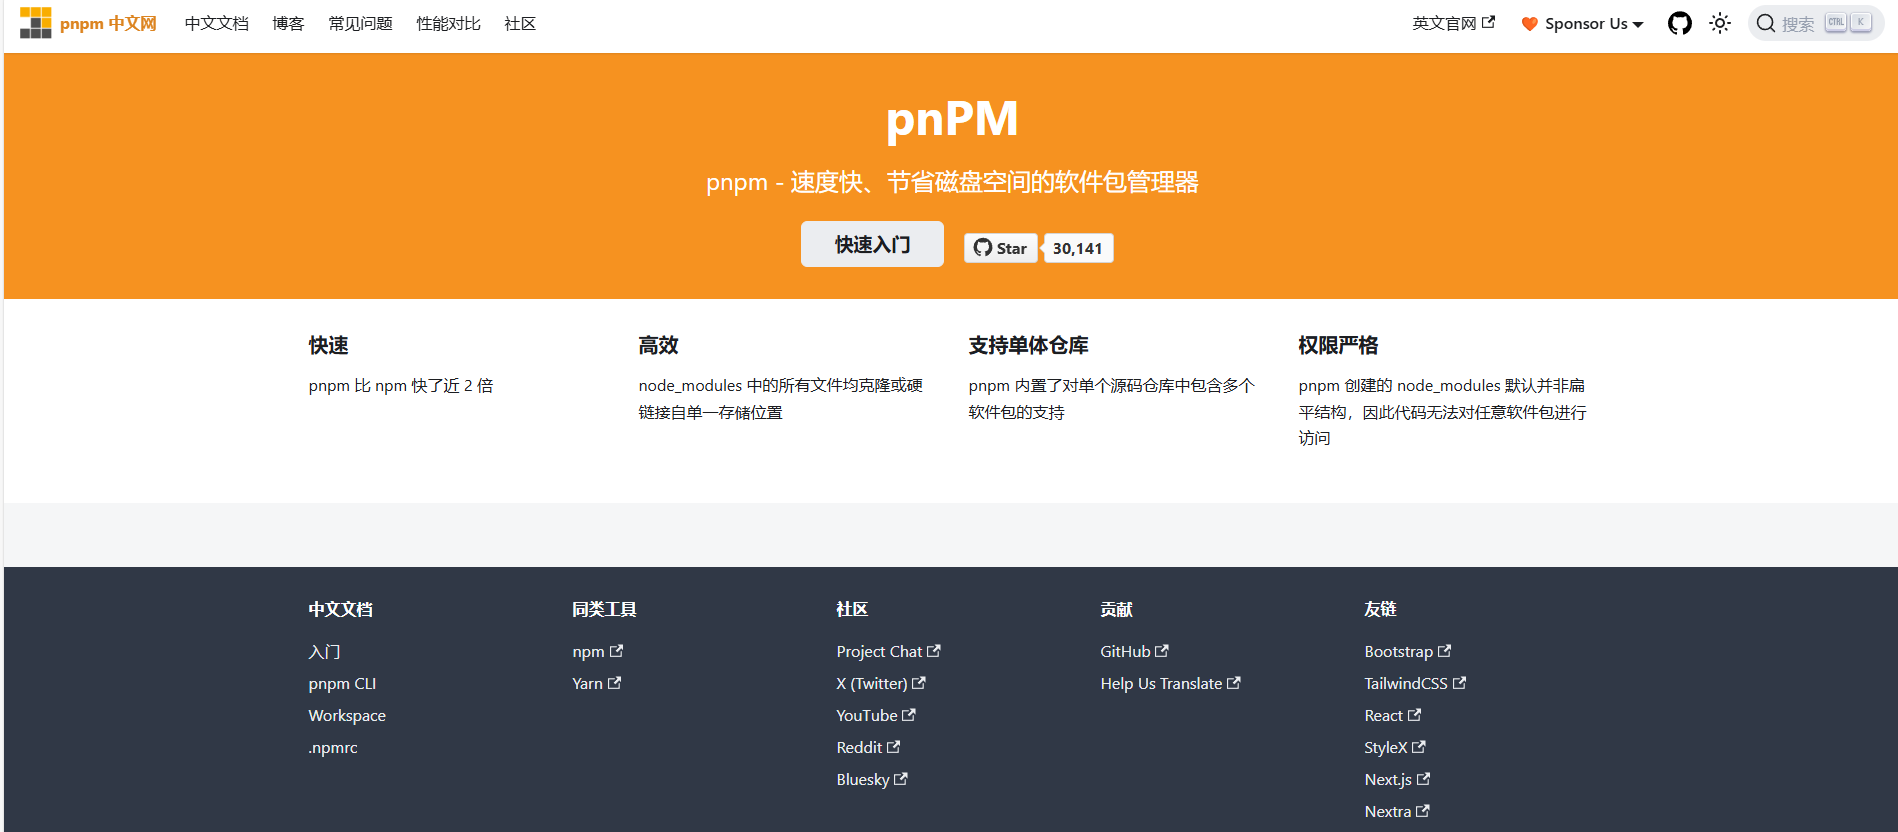 pnpm 中文网 中文文档 博客 常见问题 性能对比 社区 英文官网 Sponsor Us 搜索 CTRL K
pnPM
pnpm - 速度快、节省磁盘空间的软件包管理器
快速入门 Star 30,141
快速
pnpm 比 npm 快了近 2 倍
高效
node_modules 中的所有文件均克隆或硬
链接自单一存储位置
支持单体仓库
pnpm 内置了对单个源码仓库中包含多个
软件包的支持
权限严格
pnpm 创建的 node_modules 默认并非扁
平结构，因此代码无法对任意软件包进行
访问
中文文档
入门
pnpm CLI
Workspace
.npmrc
同类工具
npm
Yarn
社区
Project Chat
X (Twitter)
YouTube
Reddit
Bluesky
贡献
GitHub
Help Us Translate
友链
Bootstrap
TailwindCSS
React
StyleX
Next.js
Nextra